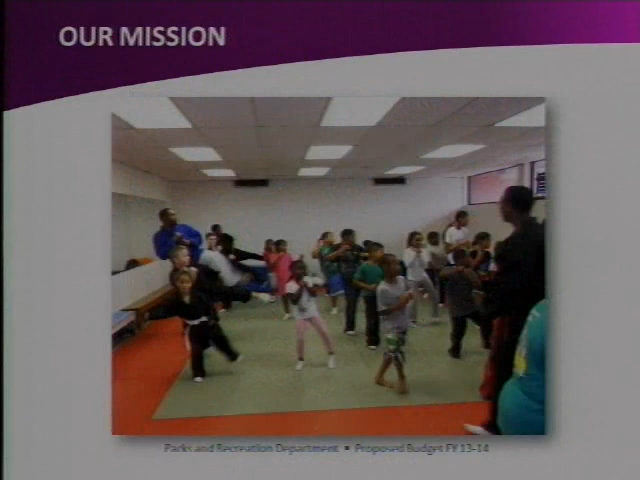 OUR MISSION
Parks and Recreation Department ▪ Proposed Budget FY 13-14